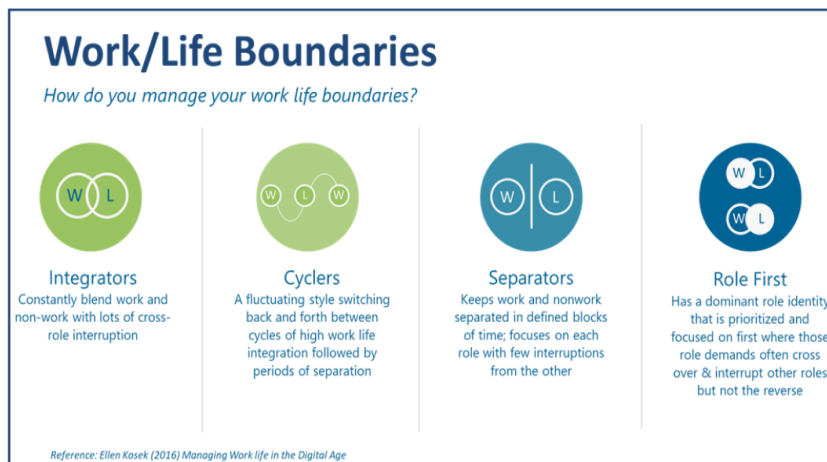 Work/Life Boundaries
How do you manage your work life boundaries?
W L
Integrators
Constantly blend work and
non-work with lots of cross-
role interruption
W L W
Cyclers
A fluctuating style switching
back and forth between
cycles of high work life
integration followed by
periods of separation
W L
Separators
Keeps work and nonwork
separated in defined blocks
of time; focuses on each
role with few interruptions
from the other
W L
W L
Role First
Has a dominant role identity
that is prioritized and
focused on first where those
role demands often cross
over & interrupt other roles
but not the reverse
Reference: Ellen Kosek (2016) Managing Work life in the Digital Age